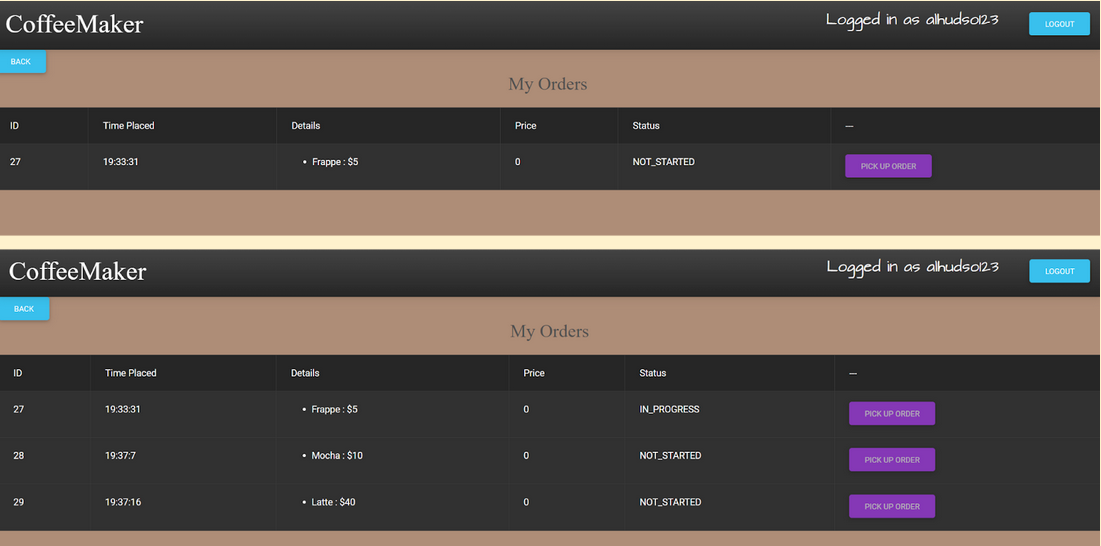 CoffeeMaker Logged in as alhudso123 LOGOUT
BACK
My Orders
ID Time Placed Details Price Status —
27 19:33:31 • Frappe : $5 0 NOT_STARTED PICK UP ORDER
CoffeeMaker Logged in as alhudso123 LOGOUT
BACK
My Orders
ID Time Placed Details Price Status —
27 19:33:31 • Frappe : $5 0 IN_PROGRESS PICK UP ORDER
28 19:37:7 • Mocha : $10 0 NOT_STARTED PICK UP ORDER
29 19:37:16 • Latte : $40 0 NOT_STARTED PICK UP ORDER